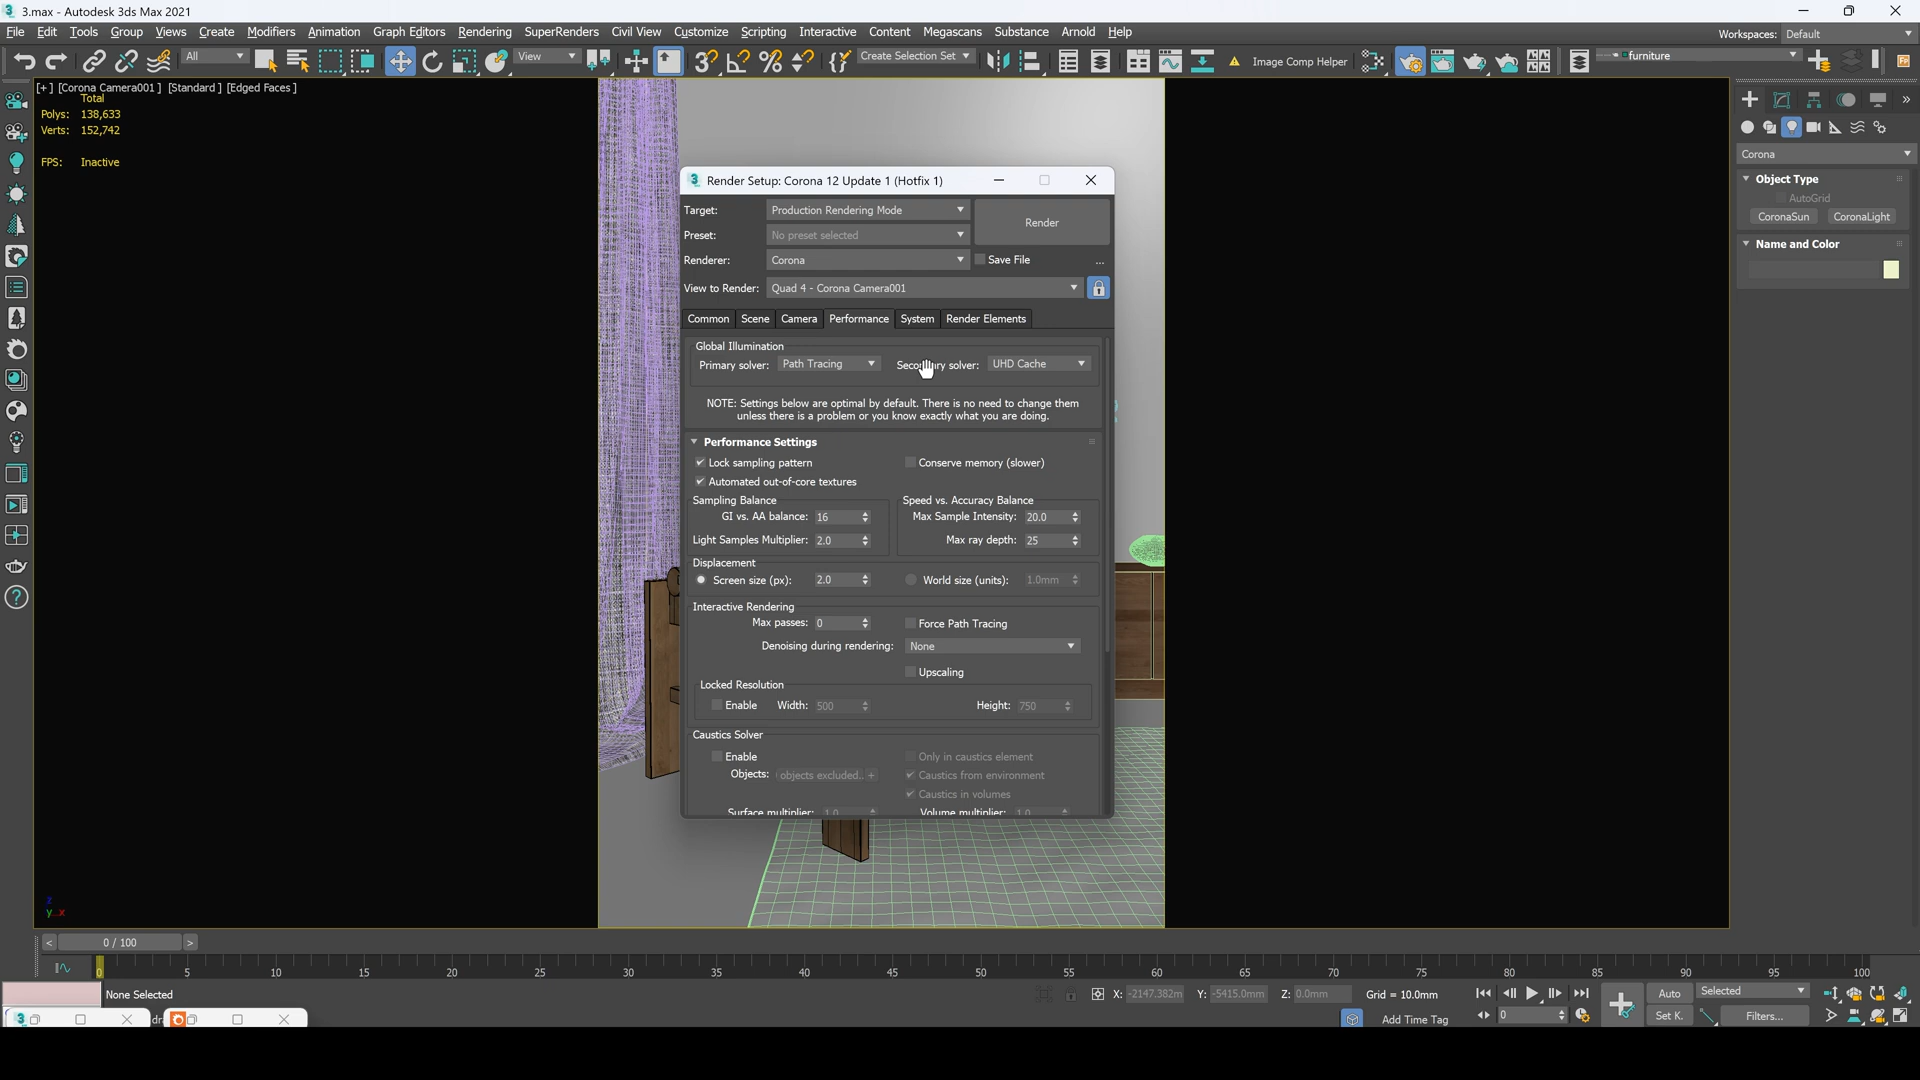 3.max - Autodesk 3ds Max 2021
File Edit Tools Group Views Create Modifiers Animation Graph Editors Rendering SuperRenders Civil View Customize Scripting Interactive Content Megascans Substance Arnold Help
Workspaces: Default
All View Create Selection Set Image Comp Helper furniture
[+] [Corona Camera001] [Standard] [Edged Faces]
Total
Polys: 138,633
Verts: 152,742
FPS: Inactive
Render Setup: Corona 12 Update 1 (Hotfix 1)
Target: Production Rendering Mode
Render
Preset: No preset selected
Renderer: Corona Save File ...
View to Render: Quad 4 - Corona Camera001
Common Scene Camera Performance System Render Elements
Global Illumination
Primary solver: Path Tracing Secondary solver: UHD Cache
NOTE: Settings below are optimal by default. There is no need to change them
unless there is a problem or you know exactly what you are doing.
Performance Settings
Lock sampling pattern Conserve memory (slower)
Automated out-of-core textures
Sampling Balance Speed vs. Accuracy Balance
GI vs. AA balance: 16 Max Sample Intensity: 20.0
Light Samples Multiplier: 2.0 Max ray depth: 25
Displacement
Screen size (px): 2.0 World size (units): 1.0mm
Interactive Rendering
Max passes: 0 Force Path Tracing
Denoising during rendering: None
Upscaling
Locked Resolution
Enable Width: 500 Height: 750
Caustics Solver
Enable Only in caustics element
Objects: objects excluded.. + Caustics from environment
Caustics in volumes
Surface multiplier: 1.0 Volume multiplier: 1.0
Corona
Object Type
AutoGrid
CoronaSun CoronaLight
Name and Color
z
y x
< 0 / 100 >
0 5 10 15 20 25 30 35 40 45 50 55 60 65 70 75 80 85 90 95 100
None Selected
X: -2147.382m Y: -5415.0mm Z: 0.0mm Grid = 10.0mm
Auto Selected
Add Time Tag 0 Set K. Filters...